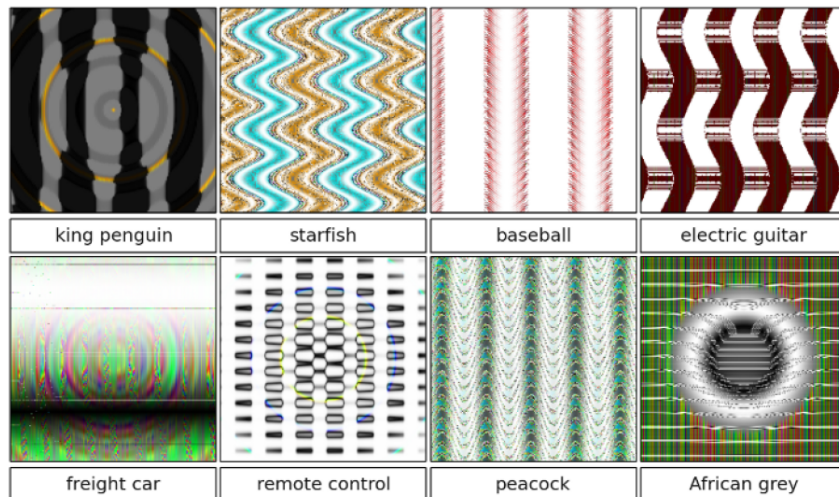 king penguin
starfish
baseball
electric guitar
freight car
remote control
peacock
African grey